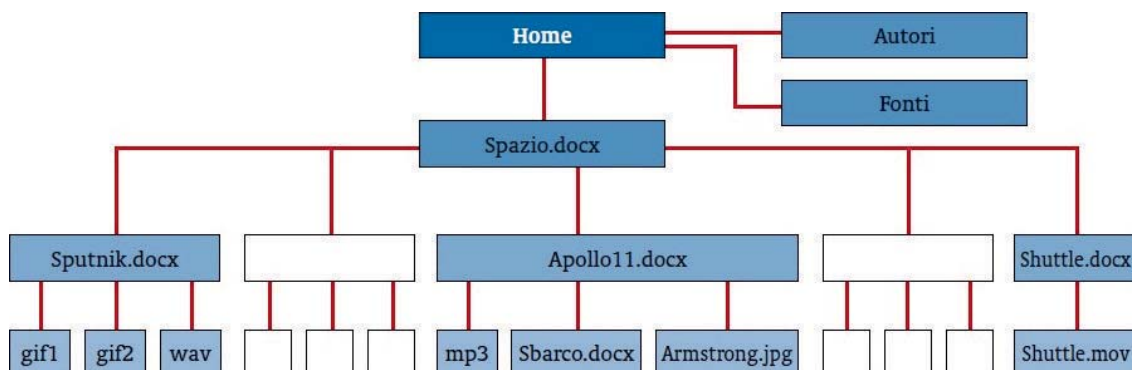 Home
Autori
Fonti
Spazio.docx
Sputnik.docx
Apollo11.docx
Shuttle.docx
gif1
gif2
wav
mp3
Sbarco.docx
Armstrong.jpg
Shuttle.mov